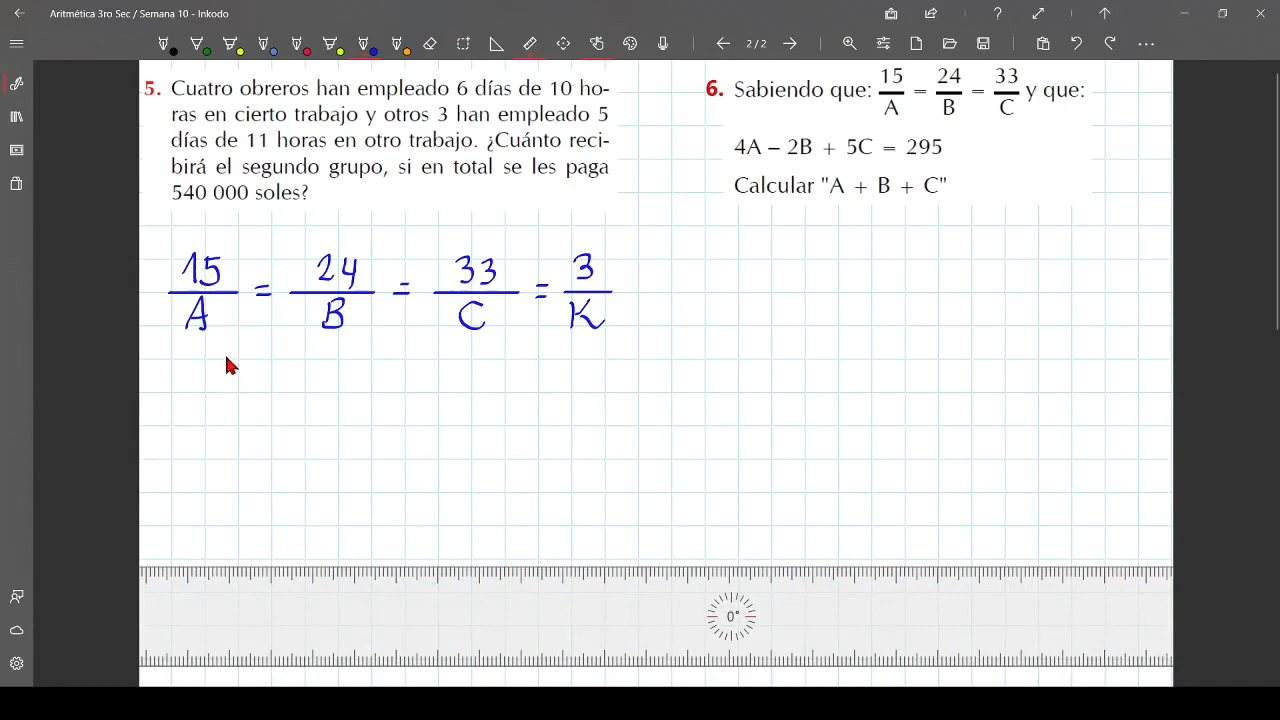 Aritmética 3ro Sec / Semana 10 - Inkodo
2/2
5. Cuatro obreros han empleado 6 días de 10 ho-
ras en cierto trabajo y otros 3 han empleado 5
días de 11 horas en otro trabajo. ¿Cuánto reci-
birá el segundo grupo, si en total se les paga
540 000 soles?
6. Sabiendo que: 15/A = 24/B = 33/C y que:
4A – 2B + 5C = 295
Calcular "A + B + C"
15/A = 24/B = 33/C = 3/K
0°